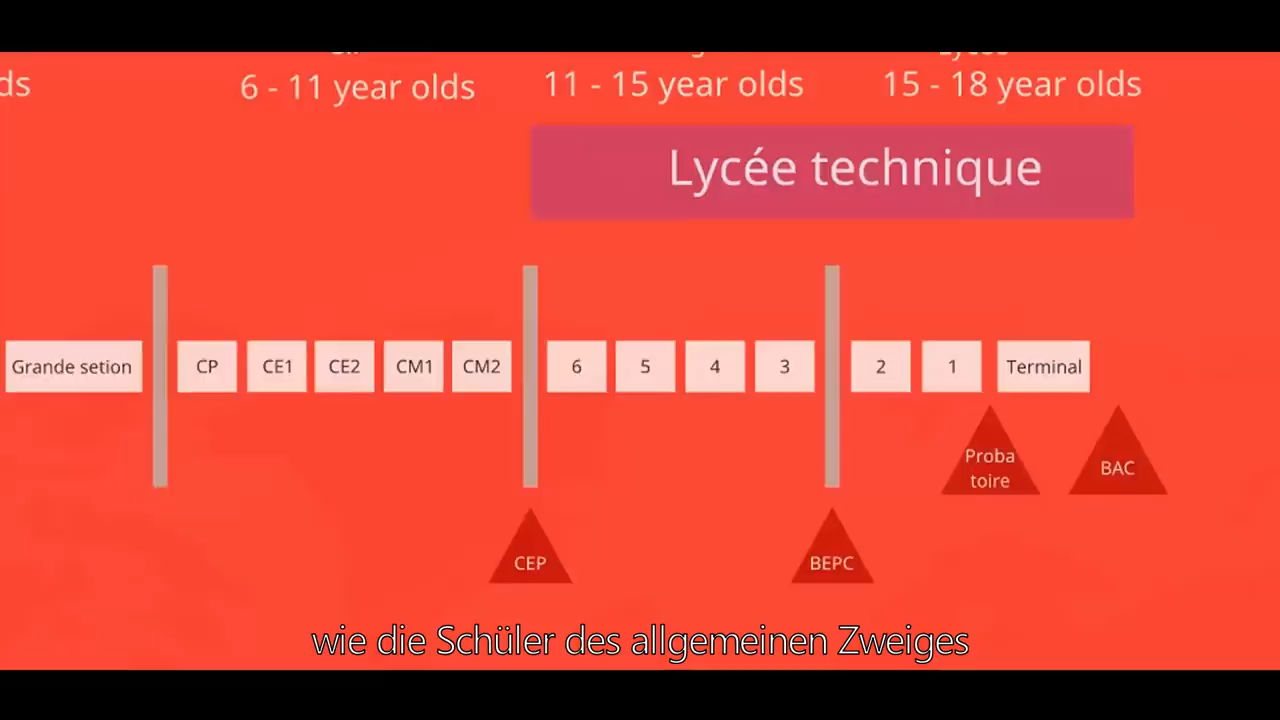 ds
6 - 11 year olds
11 - 15 year olds
15 - 18 year olds
Lycée technique
Grande setion
CP
CE1
CE2
CM1
CM2
6
5
4
3
2
1
Terminal
Proba
toire
BAC
CEP
BEPC
wie die Schüler des allgemeinen Zweiges